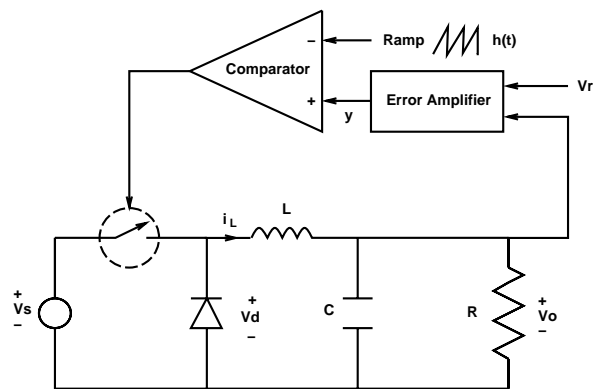 − Ramp h(t)
Comparator
+ y
Error Amplifier
Vr
i L
L
+
Vs
−
+
Vd
−
C
R
+
Vo
−